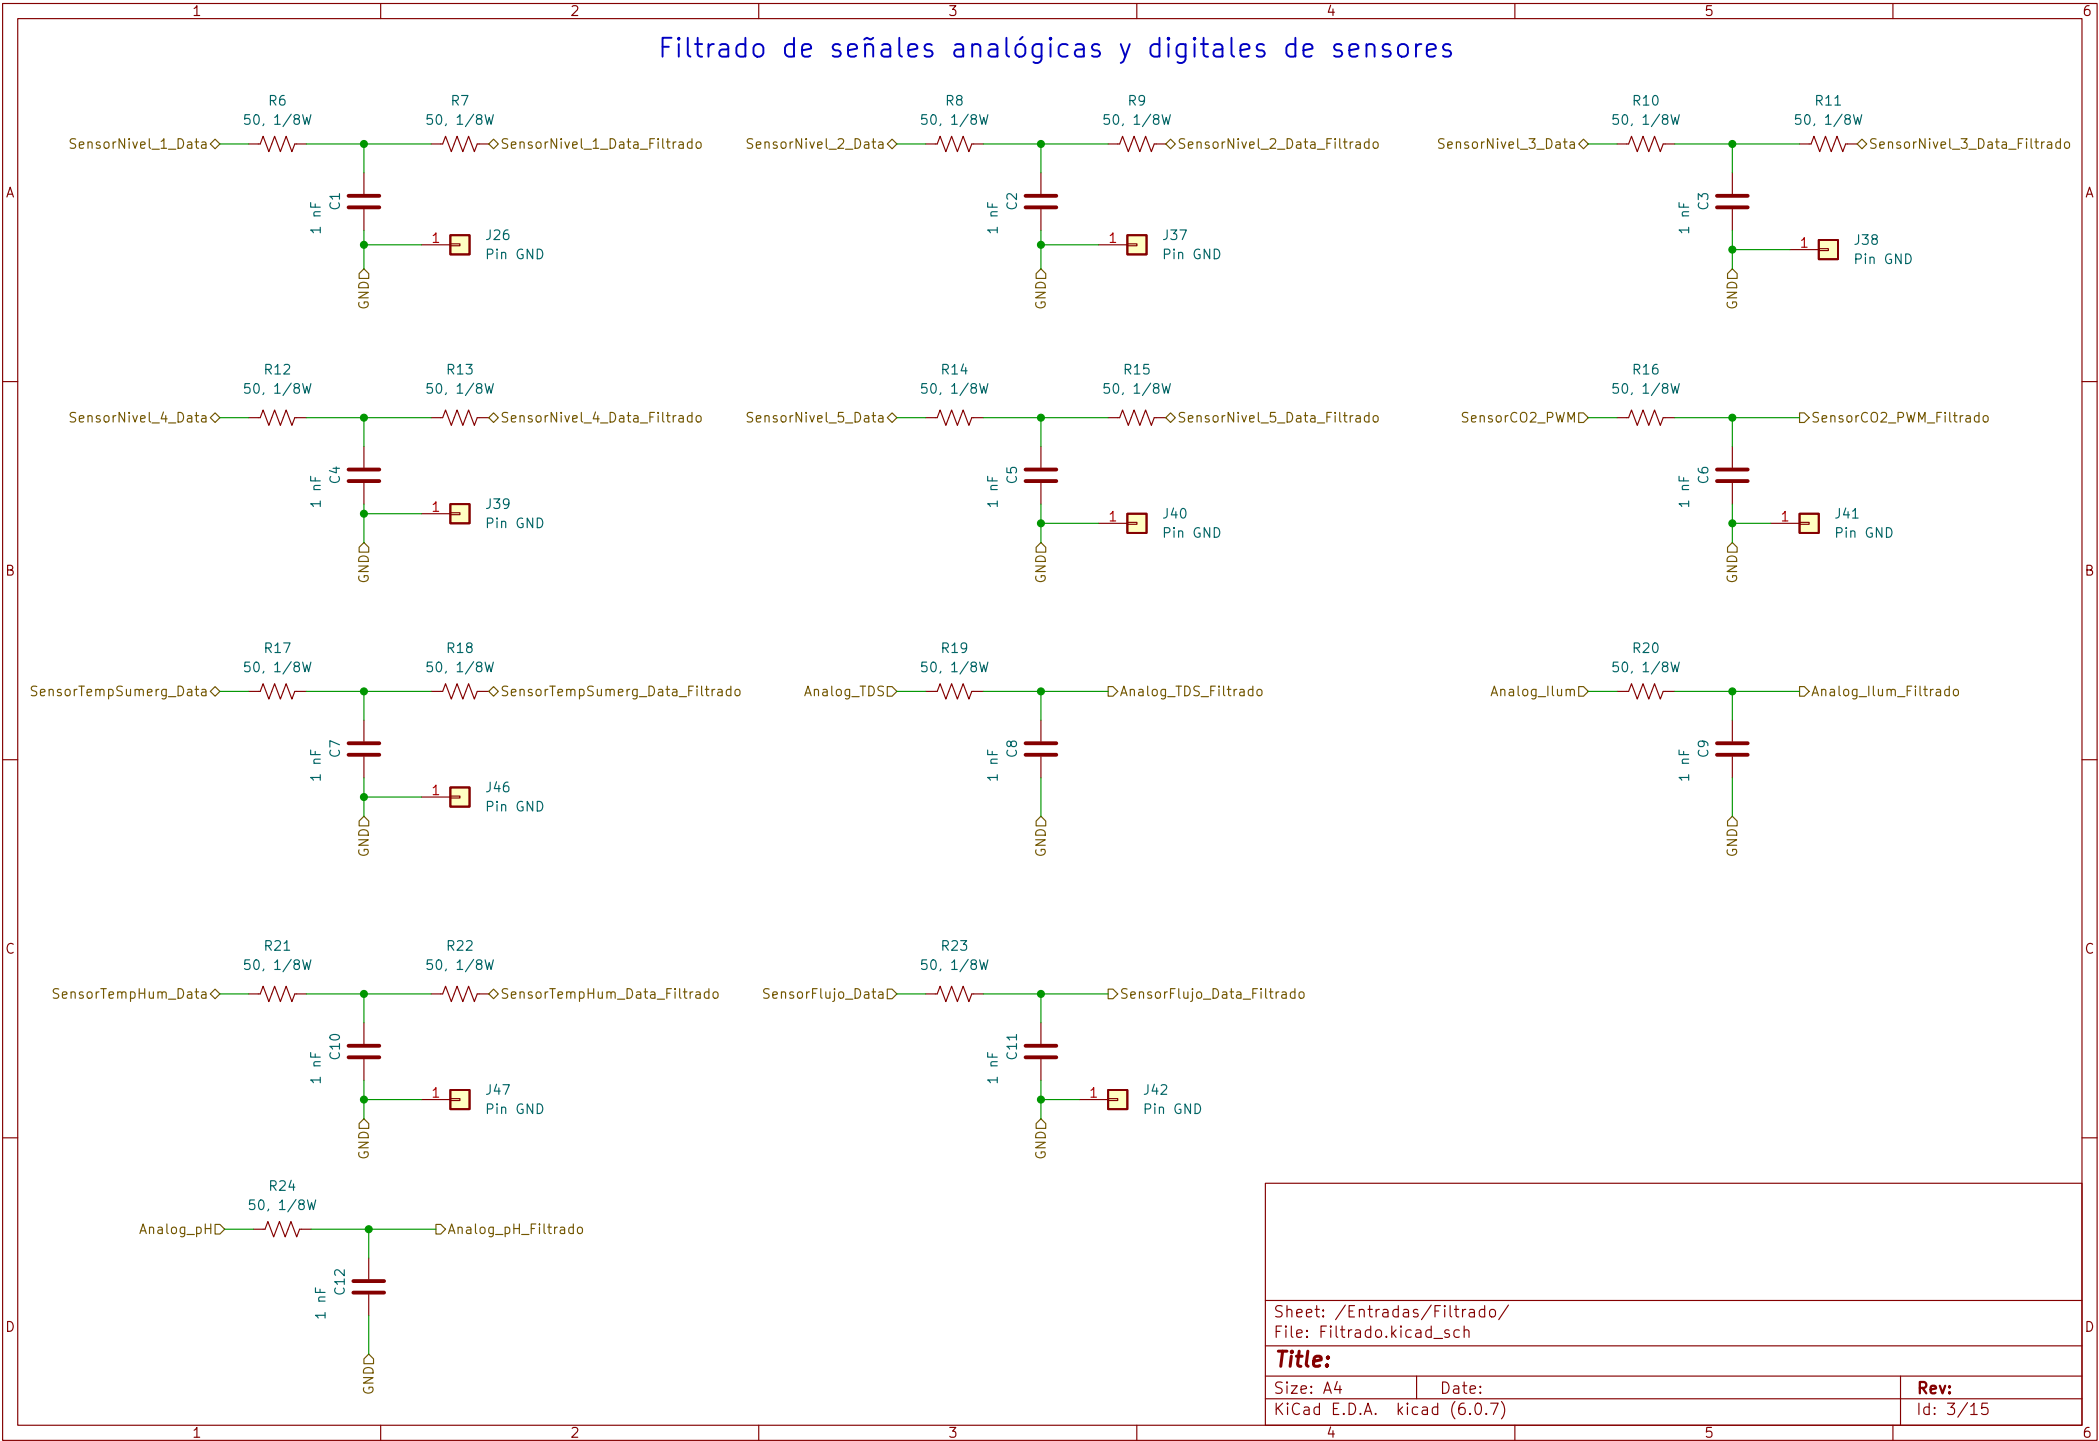 1 2 3 4 5 6
Filtrado de señales analógicas y digitales de sensores
R6
50, 1/8W
R7
50, 1/8W
SensorNivel_1_Data
SensorNivel_1_Data_Filtrado
C1
1 nF
1
J26
Pin GND
GND
R8
50, 1/8W
R9
50, 1/8W
SensorNivel_2_Data
SensorNivel_2_Data_Filtrado
C2
1 nF
1
J37
Pin GND
GND
R10
50, 1/8W
R11
50, 1/8W
SensorNivel_3_Data
SensorNivel_3_Data_Filtrado
C3
1 nF
1
J38
Pin GND
GND
A
A
R12
50, 1/8W
R13
50, 1/8W
SensorNivel_4_Data
SensorNivel_4_Data_Filtrado
C4
1 nF
1
J39
Pin GND
GND
R14
50, 1/8W
R15
50, 1/8W
SensorNivel_5_Data
SensorNivel_5_Data_Filtrado
C5
1 nF
1
J40
Pin GND
GND
R16
50, 1/8W
SensorCO2_PWM
SensorCO2_PWM_Filtrado
C6
1 nF
1
J41
Pin GND
GND
B
B
R17
50, 1/8W
R18
50, 1/8W
SensorTempSumerg_Data
SensorTempSumerg_Data_Filtrado
C7
1 nF
1
J46
Pin GND
GND
R19
50, 1/8W
Analog_TDS
Analog_TDS_Filtrado
C8
1 nF
GND
R20
50, 1/8W
Analog_Ilum
Analog_Ilum_Filtrado
C9
1 nF
GND
C
C
R21
50, 1/8W
R22
50, 1/8W
SensorTempHum_Data
SensorTempHum_Data_Filtrado
C10
1 nF
1
J47
Pin GND
GND
R23
50, 1/8W
SensorFlujo_Data
SensorFlujo_Data_Filtrado
C11
1 nF
1
J42
Pin GND
GND
R24
50, 1/8W
Analog_pH
Analog_pH_Filtrado
C12
1 nF
GND
D
D
Sheet: /Entradas/Filtrado/
File: Filtrado.kicad_sch
Title:
Size: A4
Date:
Rev:
KiCad E.D.A. kicad (6.0.7)
Id: 3/15
1 2 3 4 5 6